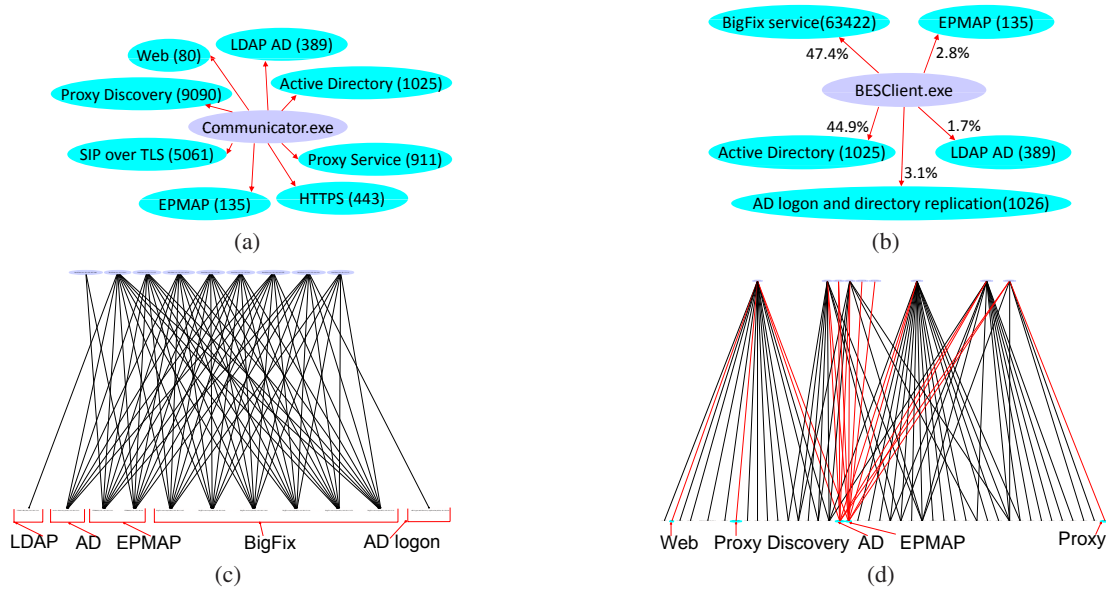 LDAP AD (389)
Web (80)
Active Directory (1025)
Proxy Discovery (9090)
Communicator.exe
SIP over TLS (5061)
Proxy Service (911)
EPMAP (135)
HTTPS (443)
(a)
BigFix service(63422)
EPMAP (135)
47.4%
2.8%
BESClient.exe
44.9%
1.7%
Active Directory (1025)
LDAP AD (389)
3.1%
AD logon and directory replication(1026)
(b)
LDAP
AD
EPMAP
BigFix
AD logon
(c)
Web
Proxy Discovery
AD
EPMAP
Proxy
(d)